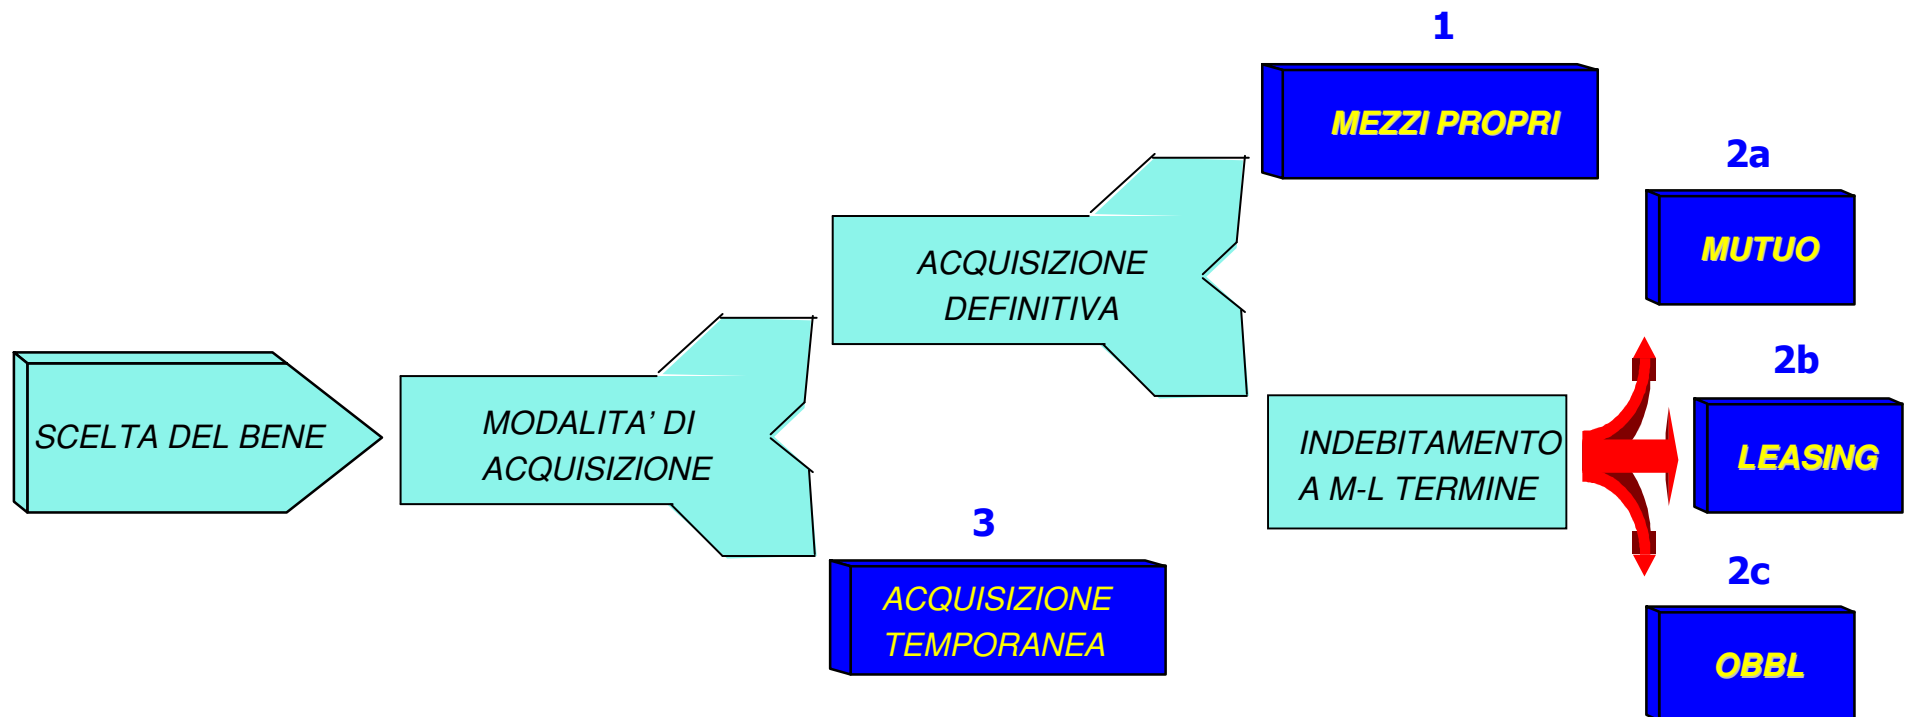 1
MEZZI PROPRI
2a
MUTUO
ACQUISIZIONE
DEFINITIVA
2b
SCELTA DEL BENE
MODALITA’ DI
ACQUISIZIONE
INDEBITAMENTO
A M-L TERMINE
LEASING
3
ACQUISIZIONE
TEMPORANEA
2c
OBBL